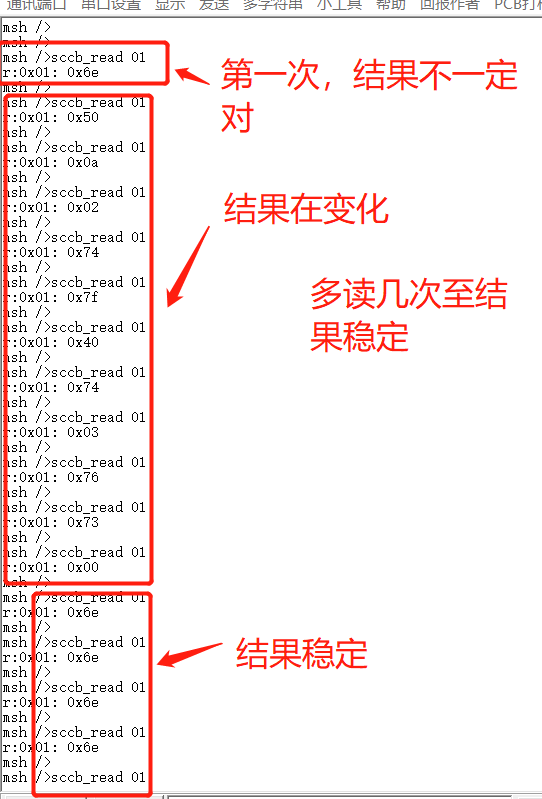 通讯端口 串口设置 显示 发送 多字符串 小工具 帮助 回报作者
msh />
msh />
msh />sccb_read 01
r:0x01: 0x6e
msh />
msh />sccb_read 01
r:0x01: 0x50
msh />
msh />sccb_read 01
r:0x01: 0x0a
msh />
msh />sccb_read 01
r:0x01: 0x02
msh />
msh />sccb_read 01
r:0x01: 0x74
msh />
msh />sccb_read 01
r:0x01: 0x7f
msh />
msh />sccb_read 01
r:0x01: 0x40
msh />
msh />sccb_read 01
r:0x01: 0x74
msh />
msh />sccb_read 01
r:0x01: 0x03
msh />
msh />sccb_read 01
r:0x01: 0x76
msh />
msh />sccb_read 01
r:0x01: 0x73
msh />
msh />sccb_read 01
r:0x01: 0x00
msh />
msh />sccb_read 01
r:0x01: 0x6e
msh />
msh />sccb_read 01
r:0x01: 0x6e
msh />
msh />sccb_read 01
r:0x01: 0x6e
msh />
msh />sccb_read 01
r:0x01: 0x6e
msh />
msh />sccb_read 01
第一次，结果不一定
对
结果在变化
多读几次至结
果稳定
结果稳定